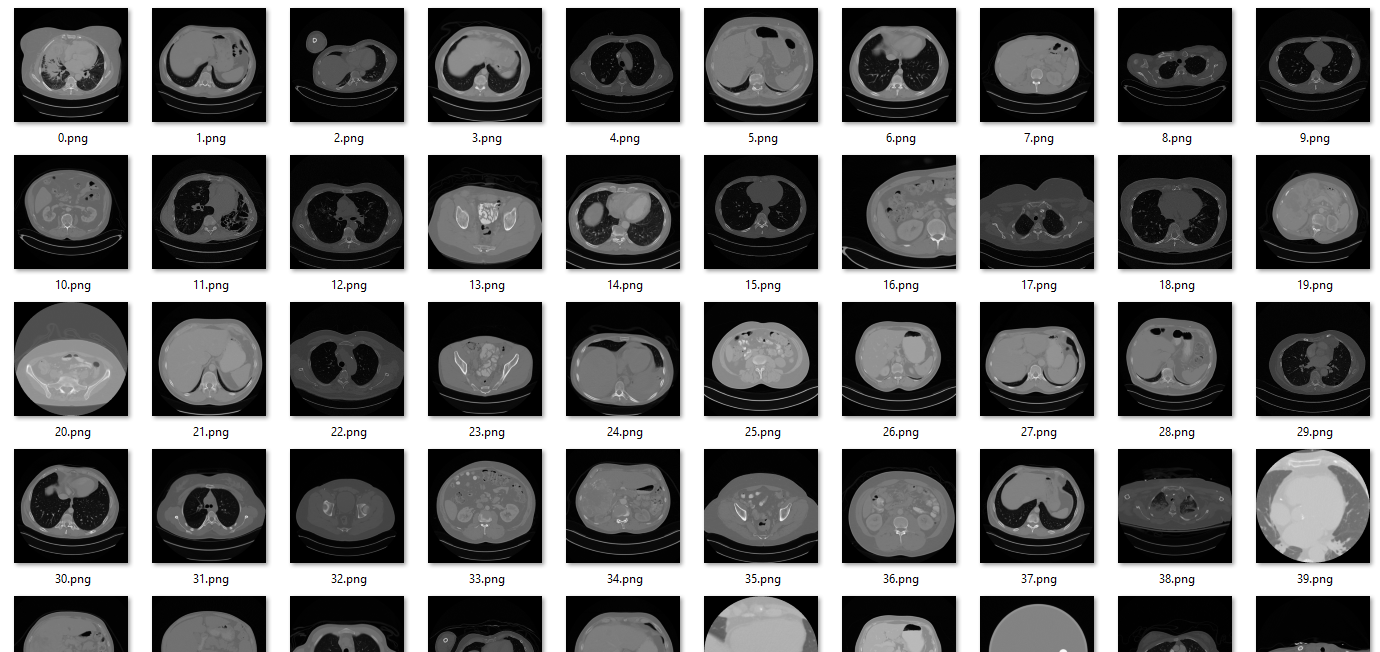 0.png 1.png 2.png 3.png 4.png 5.png 6.png 7.png 8.png 9.png
10.png 11.png 12.png 13.png 14.png 15.png 16.png 17.png 18.png 19.png
20.png 21.png 22.png 23.png 24.png 25.png 26.png 27.png 28.png 29.png
30.png 31.png 32.png 33.png 34.png 35.png 36.png 37.png 38.png 39.png